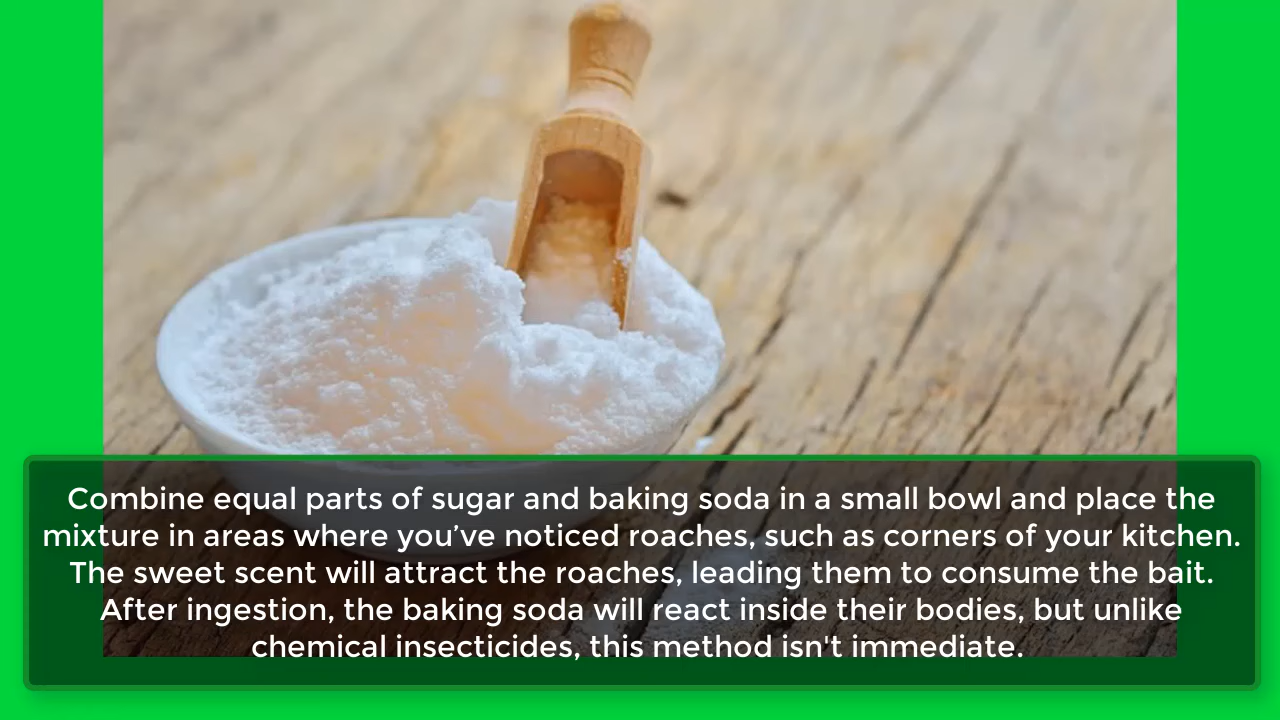 Combine equal parts of sugar and baking soda in a small bowl and place the
mixture in areas where you’ve noticed roaches, such as corners of your kitchen.
The sweet scent will attract the roaches, leading them to consume the bait.
After ingestion, the baking soda will react inside their bodies, but unlike
chemical insecticides, this method isn't immediate.